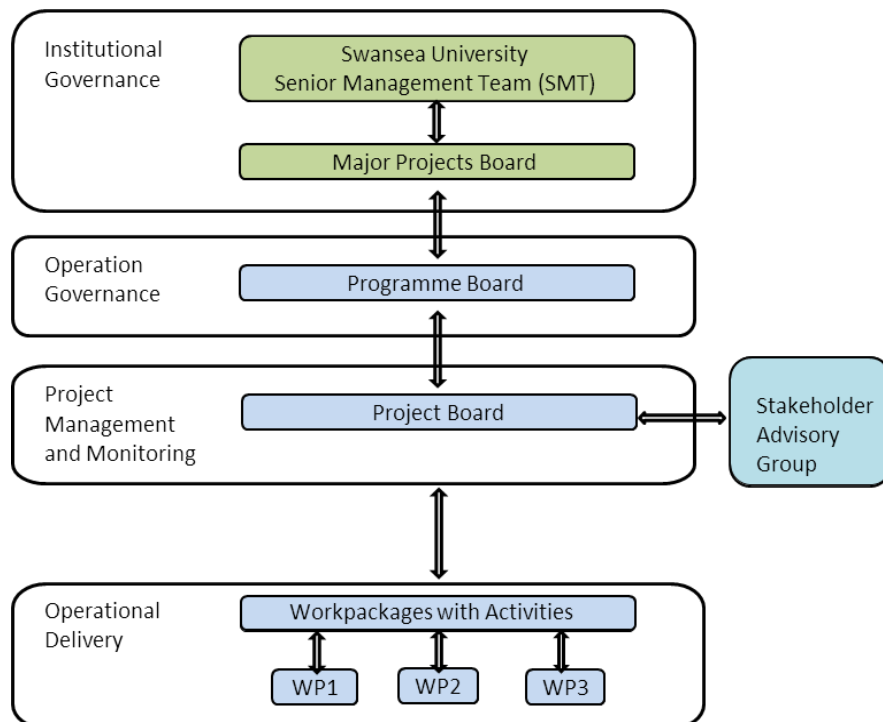 Institutional
Governance
Swansea University
Senior Management Team (SMT)
Major Projects Board
Operation
Governance
Programme Board
Project
Management
and Monitoring
Project Board
Stakeholder
Advisory
Group
Operational
Delivery
Workpackages with Activities
WP1
WP2
WP3